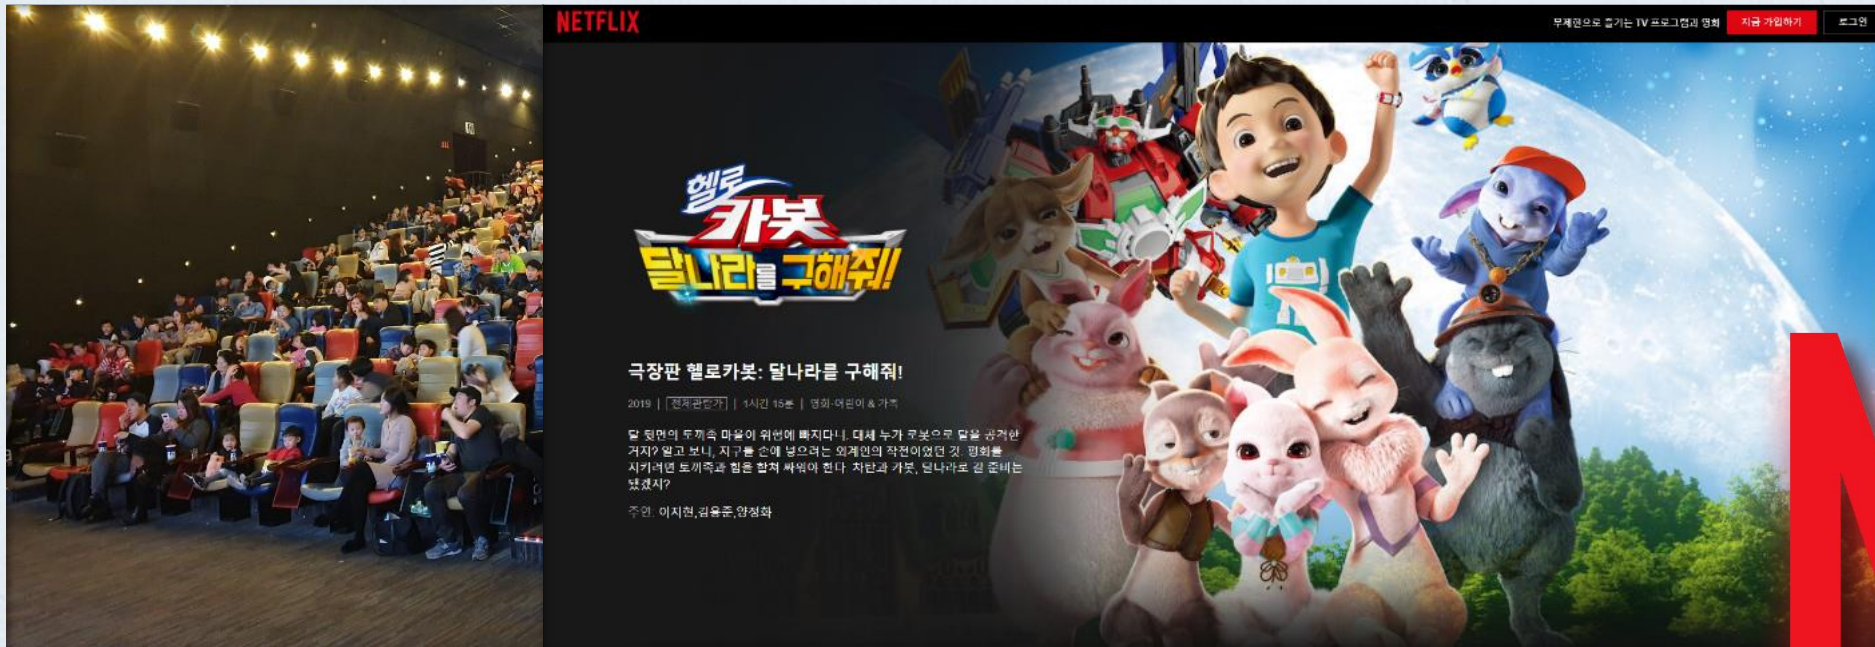 NETFLIX
무제한으로 즐기는 TV 프로그램과 영화
지금 가입하기
로그인
헬로
카봇
달나라를 구해줘!
극장판 헬로카봇: 달나라를 구해줘!
2019 | 전체관람가 | 1시간 15분 | 영화·어린이 & 가족
달 뒷면의 토끼족 마을이 위험에 빠지다니. 대체 누가 로봇으로 달을 공격한
거지? 알고 보니, 지구를 손에 넣으려는 외계인의 작전이었던 것. 평화를
지키려면 토끼족과 힘을 합쳐 싸워야 한다. 차탄과 카봇, 달나라로 갈 준비는
됐겠지?
주연: 이지현,김용준,양정화
N